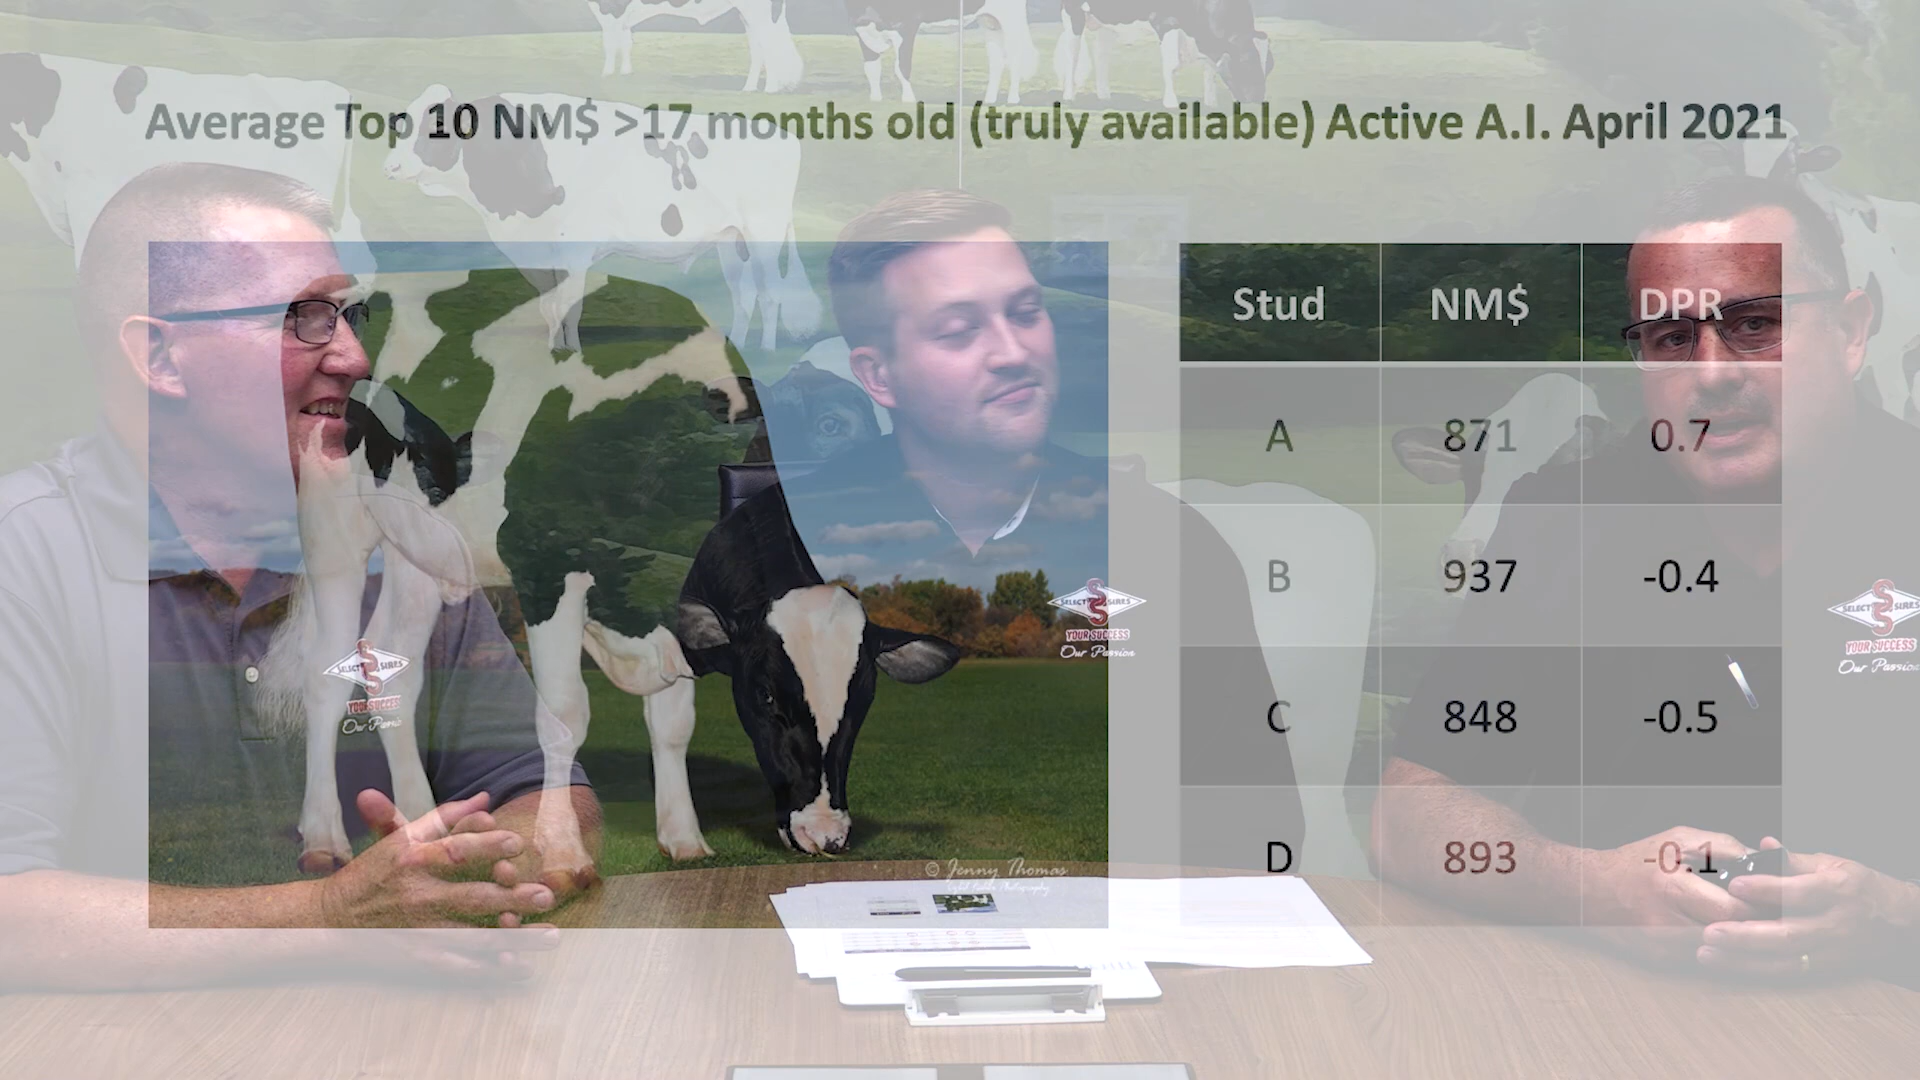 Average Top 10 NM$ >17 months old (truly available) Active A.I. April 2021
Stud NM$ DPR
A 871 0.7
B 937 -0.4
C 848 -0.5
D 893 -0.1
SELECT SIRES
YOUR SUCCESS
Our Passion
SELECT SIRES
YOUR SUCCESS
Our Passion
SELECT SIRES
YOUR SUCCESS
Our Passion
© Jenny Thomas